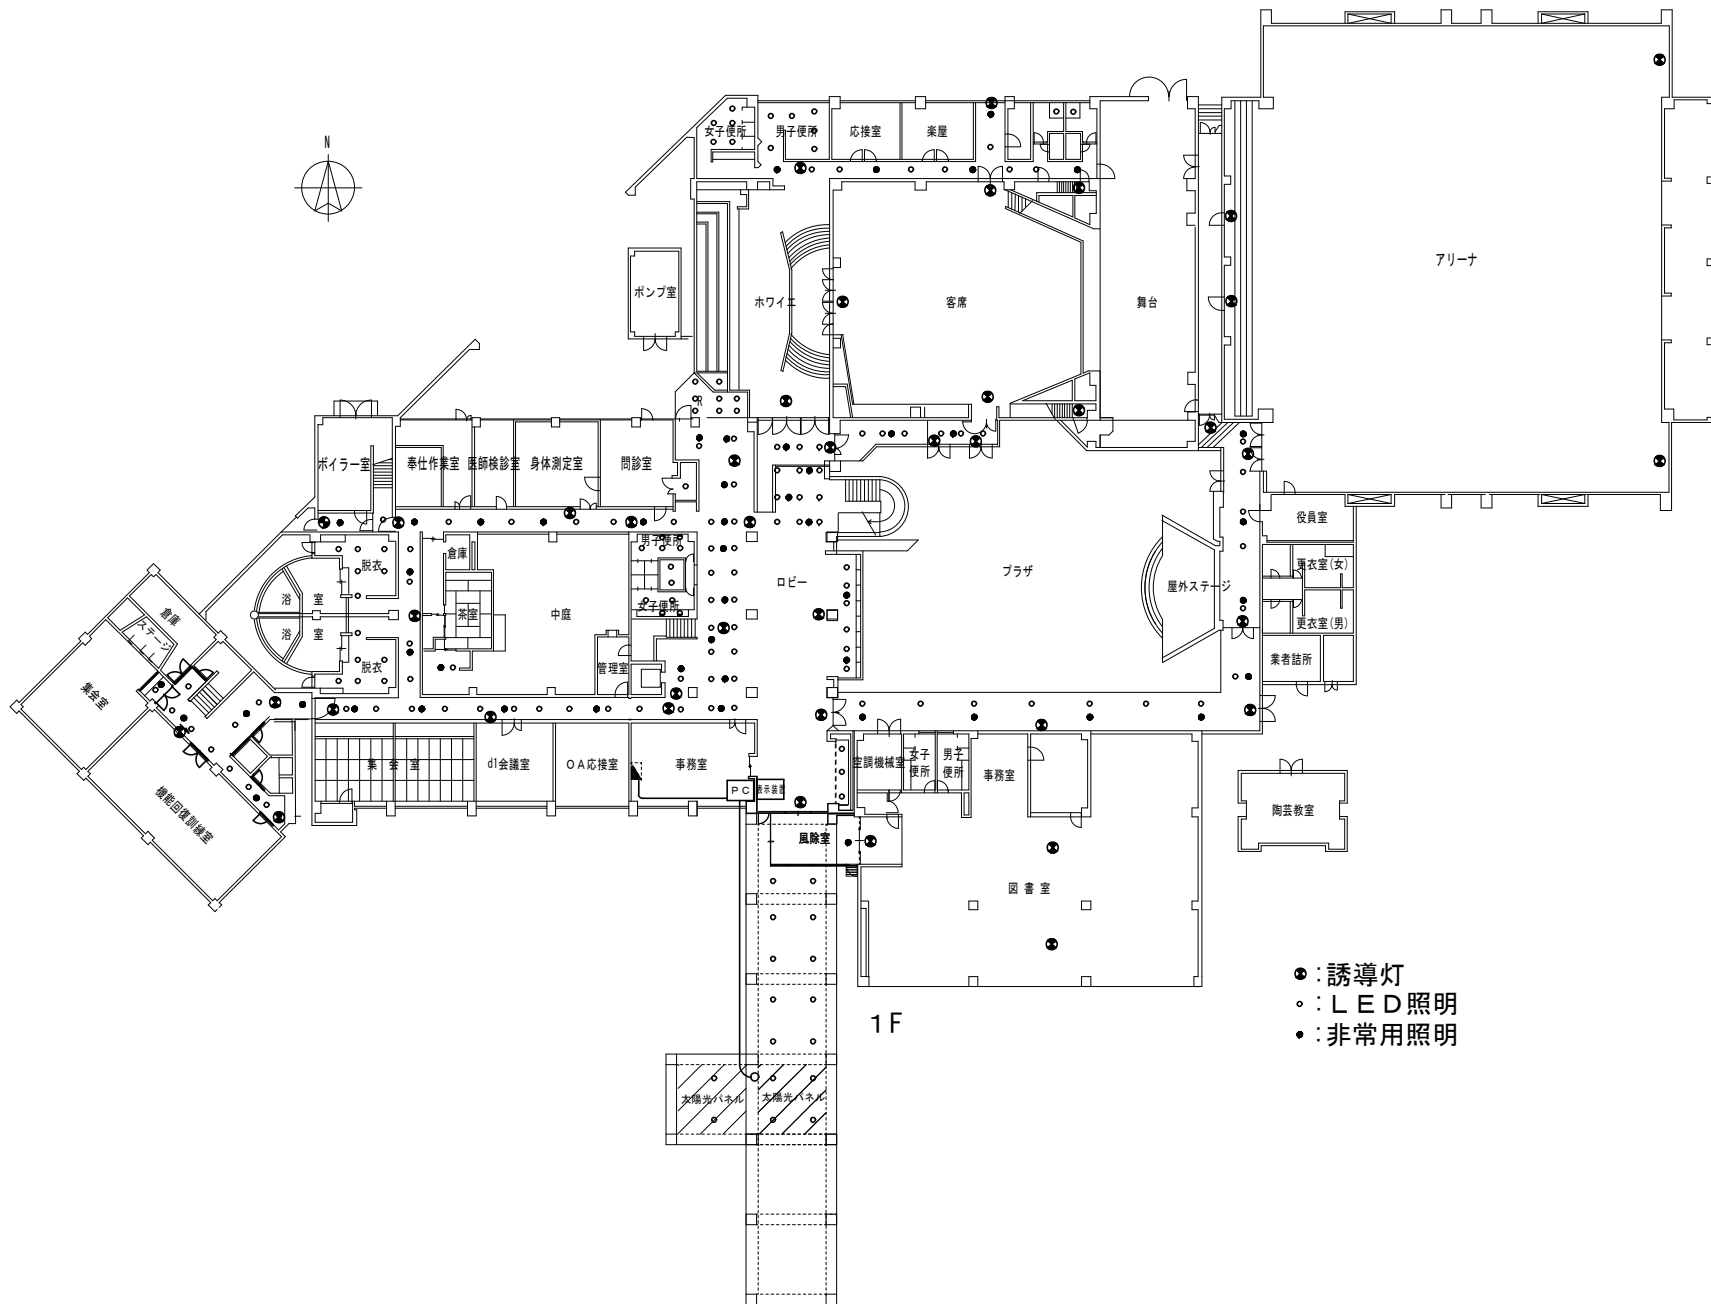 N
女子便所
男子便所
応接室
楽屋
アリーナ
ポンプ室
ホワイエ
客席
舞台
R
ボイラー室
奉仕作業室
医師検診室
身体測定室
問診室
役員室
脱衣
倉庫
男子便所
ロビー
プラザ
更衣室(女)
屋外ステージ
浴室
茶室
中庭
女子便所
倉庫
ステージ
浴室
更衣室(男)
脱衣
管理室
業者詰所
集会室
集会室
d1会議室
OA応接室
事務室
PC
表示装置
空調機械室
女子便所
男子便所
事務室
機能回復訓練室
陶芸教室
風除室
図書室
:誘導灯
:LED照明
:非常用照明
1F
太陽光パネル
太陽光パネル